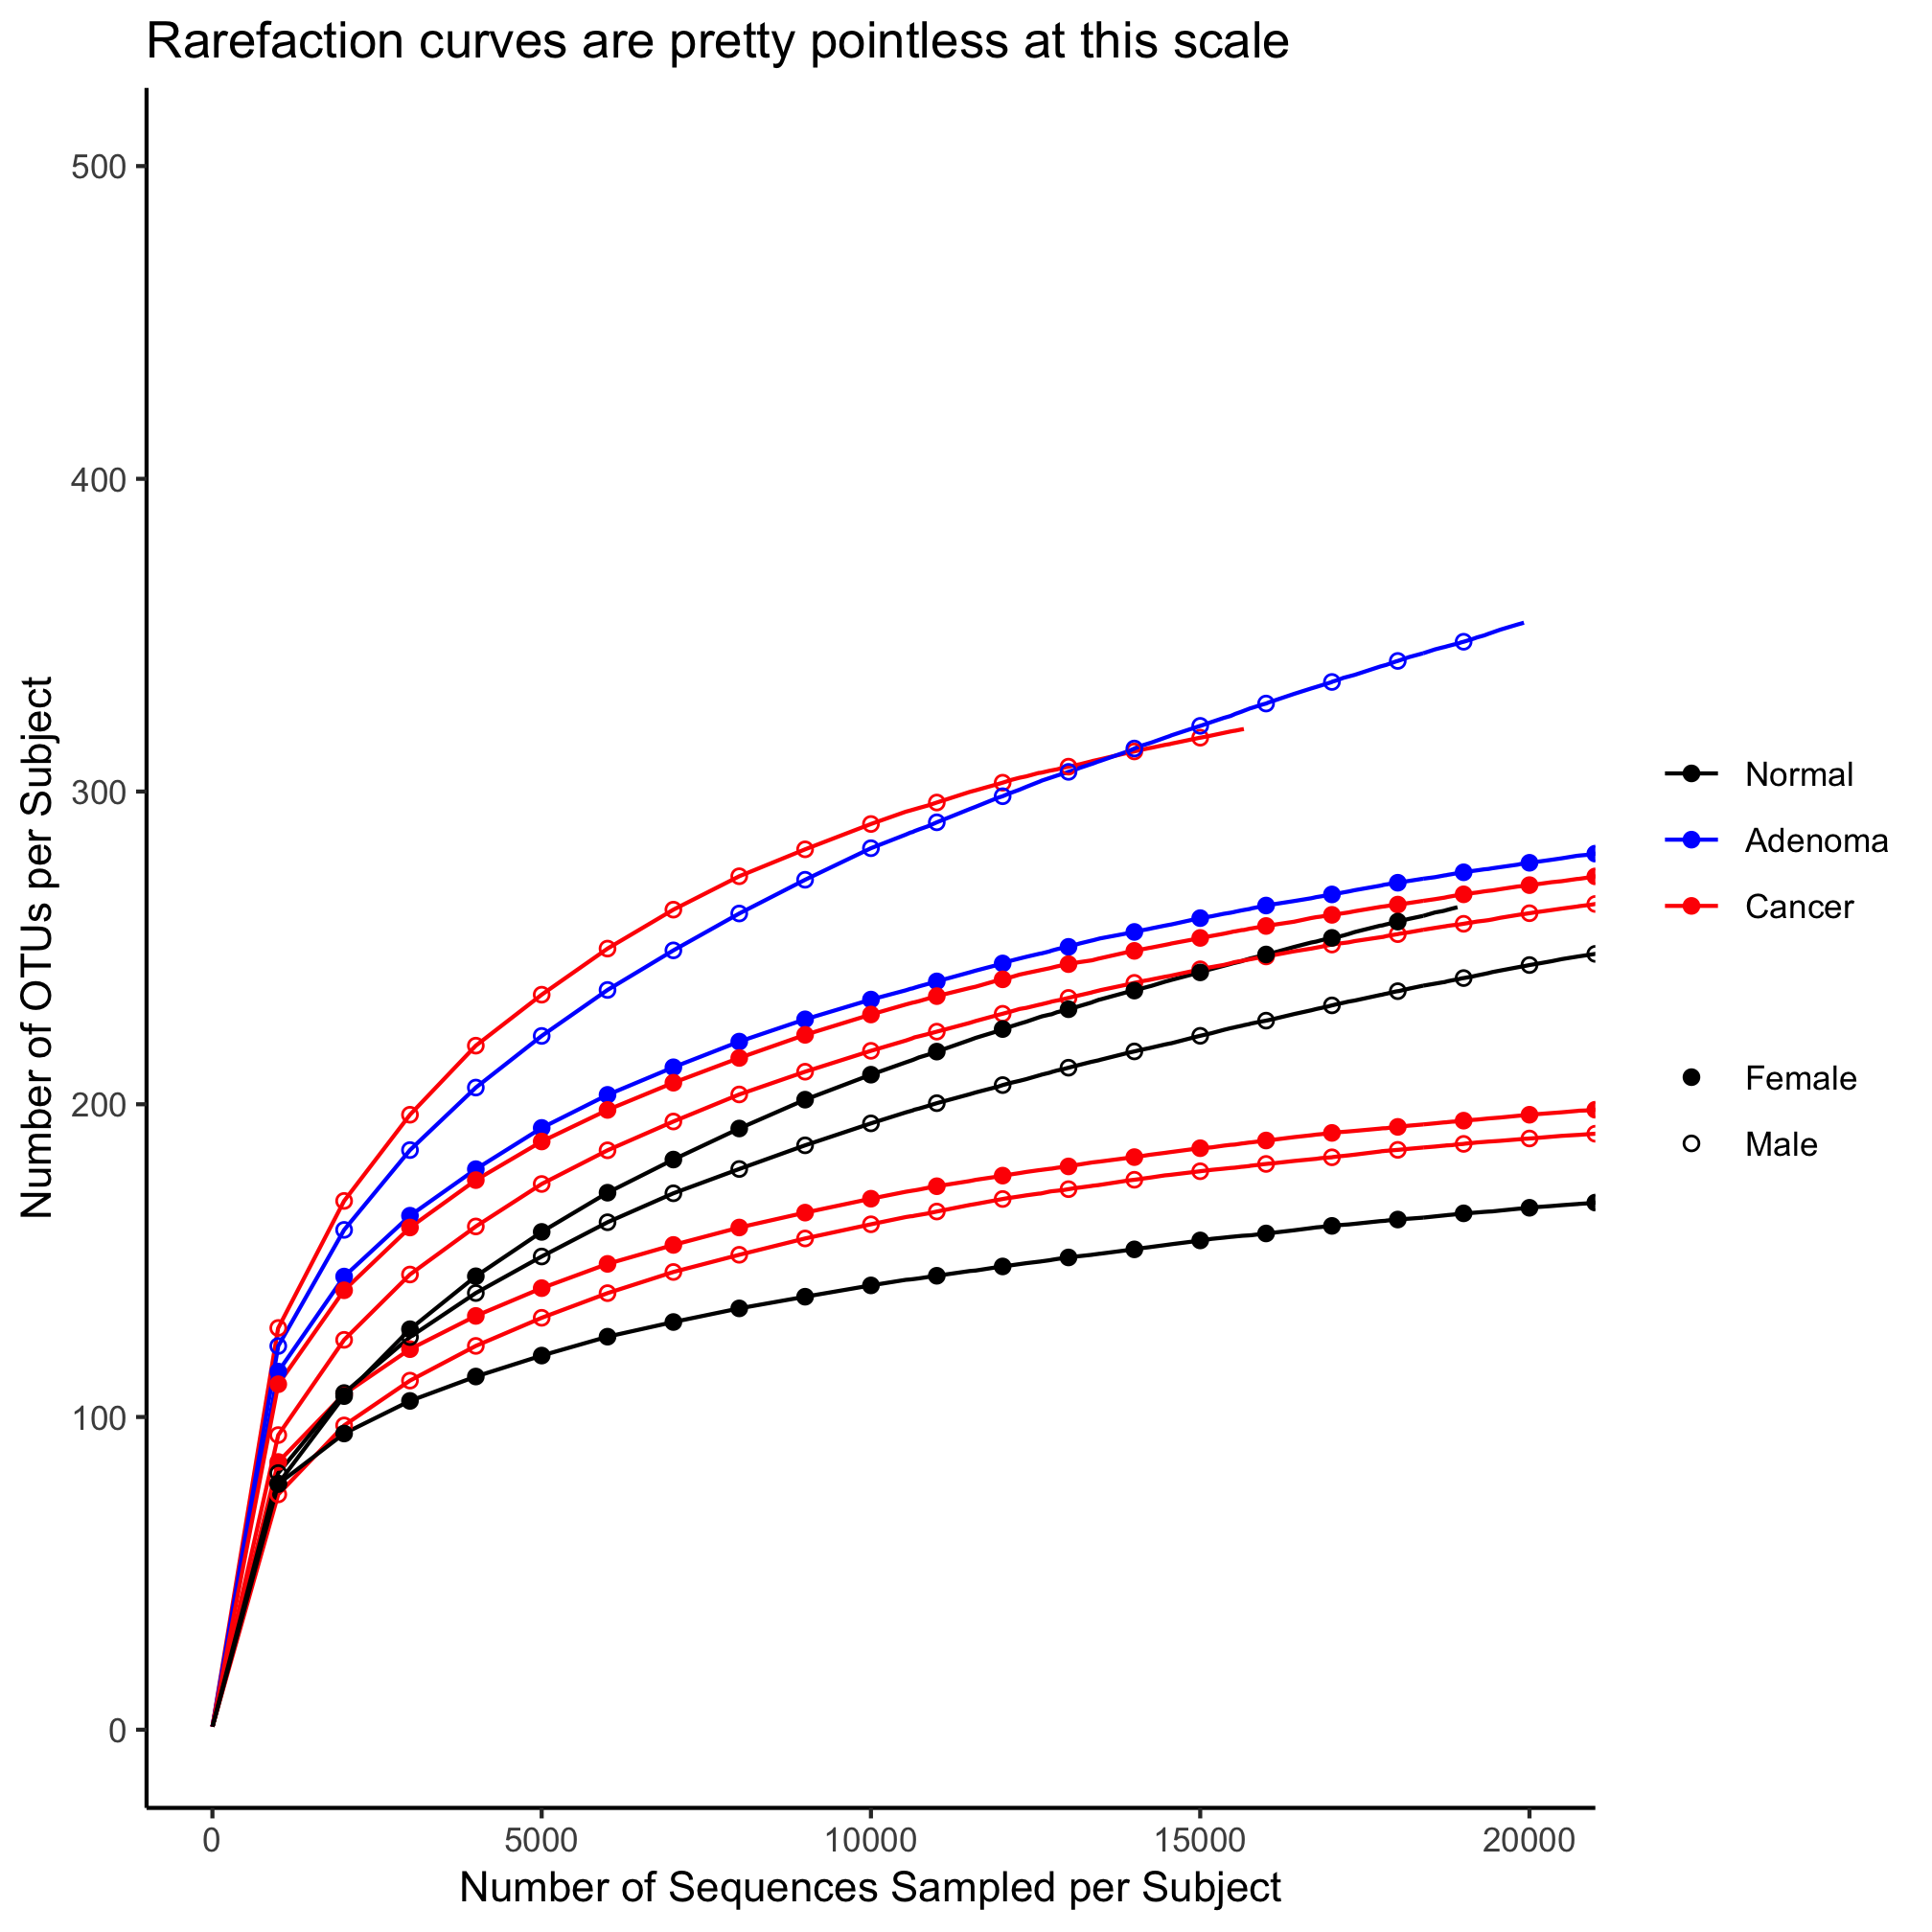 Rarefaction curves are pretty pointless at this scale
Number of OTUs per Subject
500
400
300
200
100
0
0 5000 10000 15000 20000
Number of Sequences Sampled per Subject
Normal
Adenoma
Cancer
Female
Male